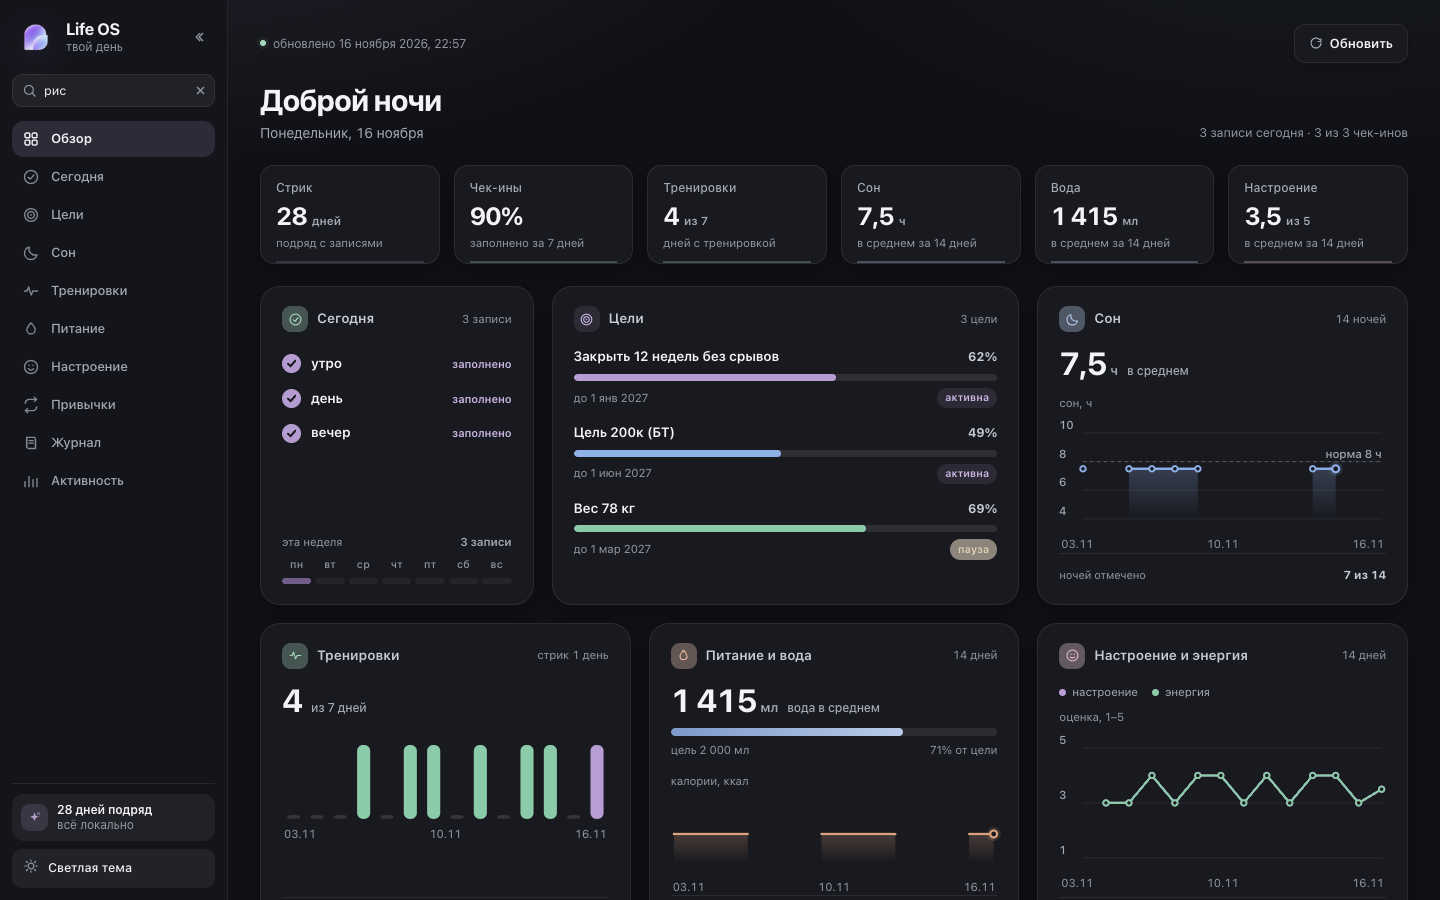 Life OS
твой день
рис
Обзор
Сегодня
Цели
Сон
Тренировки
Питание
Настроение
Привычки
Журнал
Активность
28 дней подряд
всё локально
Светлая тема
обновлено 16 ноября 2026, 22:57
Обновить
Доброй ночи
Понедельник, 16 ноября
3 записи сегодня · 3 из 3 чек-инов
Стрик
28 дней
подряд с записями
Чек-ины
90%
заполнено за 7 дней
Тренировки
4 из 7
дней с тренировкой
Сон
7,5 ч
в среднем за 14 дней
Вода
1 415 мл
в среднем за 14 дней
Настроение
3,5 из 5
в среднем за 14 дней
Сегодня 3 записи
утро заполнено
день заполнено
вечер заполнено
эта неделя 3 записи
пн вт ср чт пт сб вс
Цели 3 цели
Закрыть 12 недель без срывов 62%
до 1 янв 2027 активна
Цель 200к (БТ) 49%
до 1 июн 2027 активна
Вес 78 кг 69%
до 1 мар 2027 пауза
Сон 14 ночей
7,5 ч в среднем
сон, ч
10
8
норма 8 ч
6
4
03.11 10.11 16.11
ночей отмечено 7 из 14
Тренировки стрик 1 день
4 из 7 дней
03.11 10.11 16.11
Питание и вода 14 дней
1 415 мл вода в среднем
цель 2 000 мл 71% от цели
калории, ккал
03.11 10.11 16.11
Настроение и энергия 14 дней
настроение энергия
оценка, 1–5
5
3
1
03.11 10.11 16.11